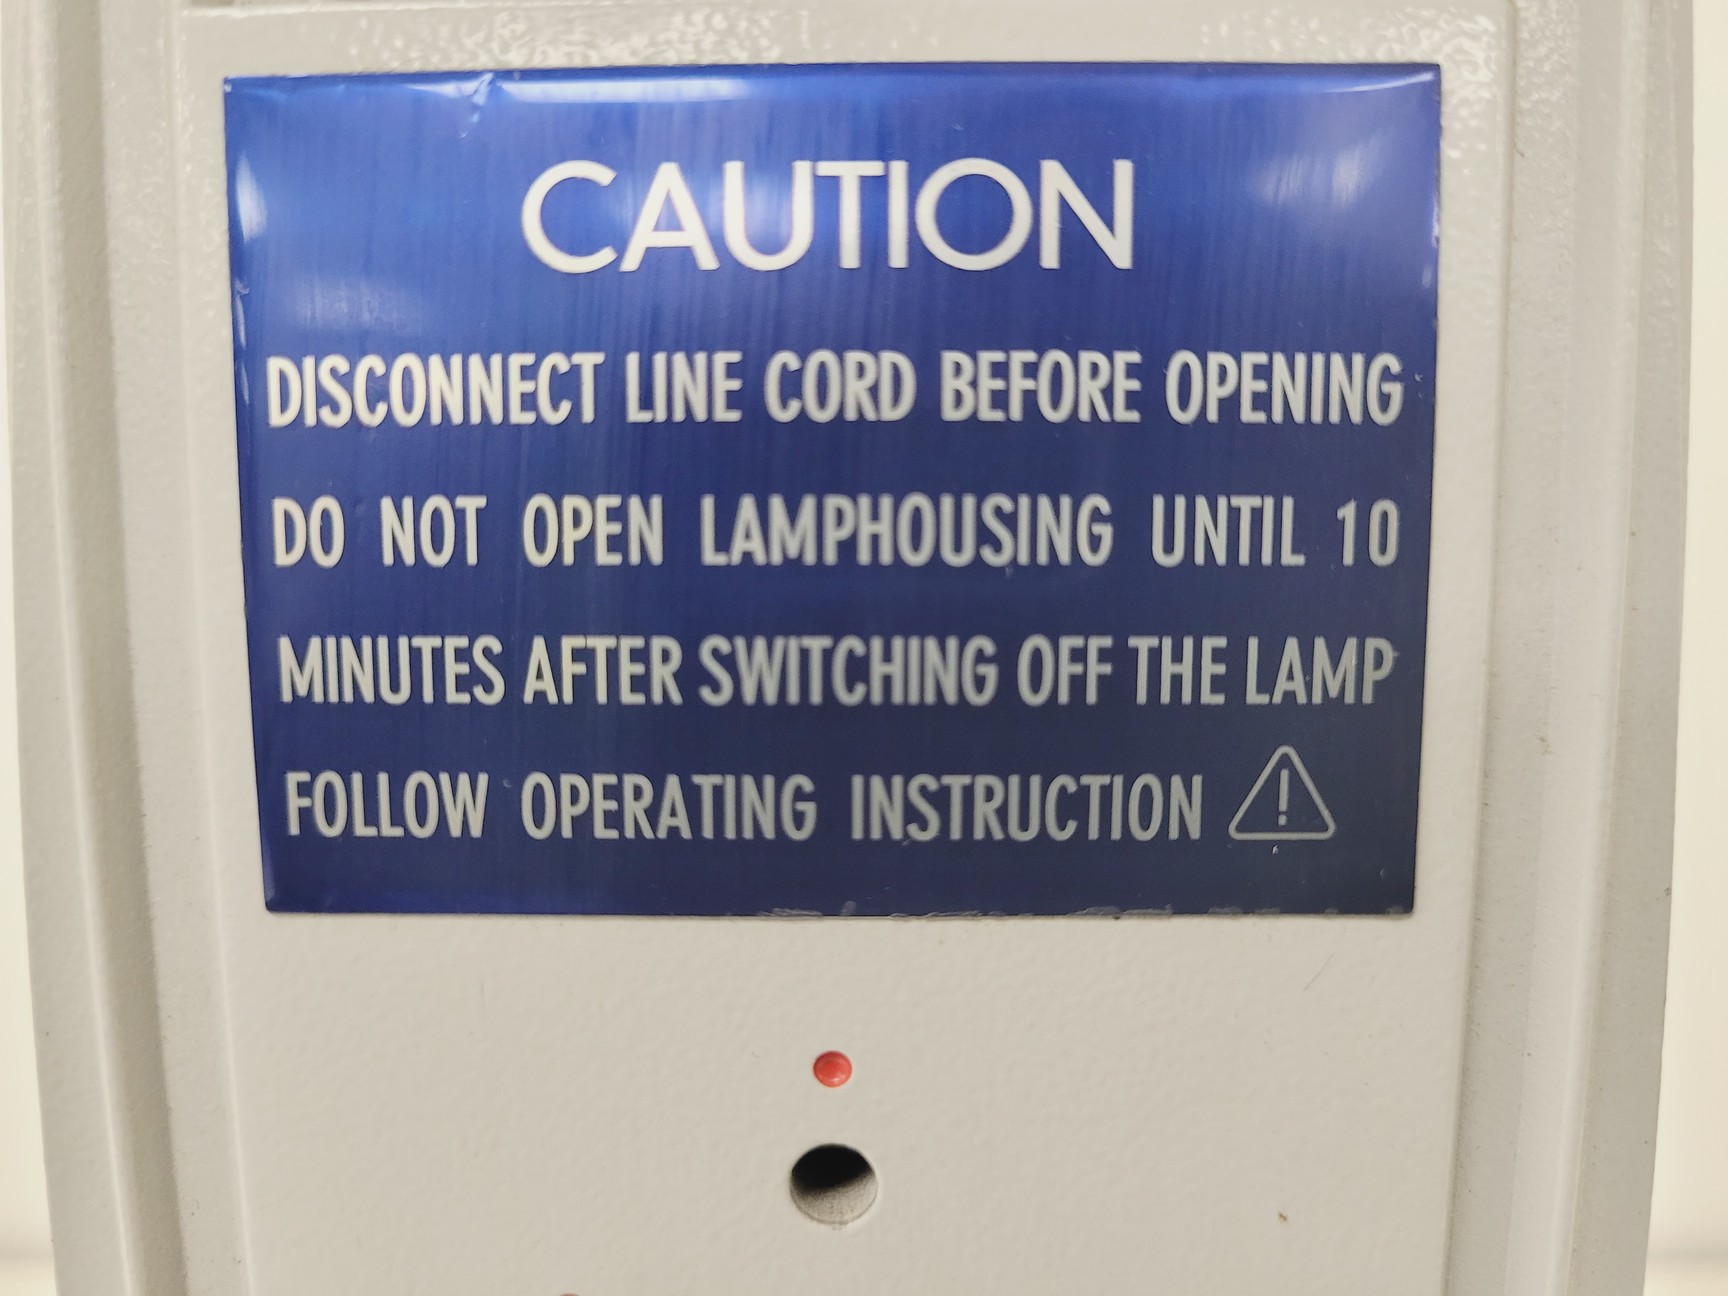 CAUTION
DISCONNECT LINE CORD BEFORE OPENING
DO NOT OPEN LAMPHOUSING UNTIL 10
MINUTES AFTER SWITCHING OFF THE LAMP
FOLLOW OPERATING INSTRUCTION